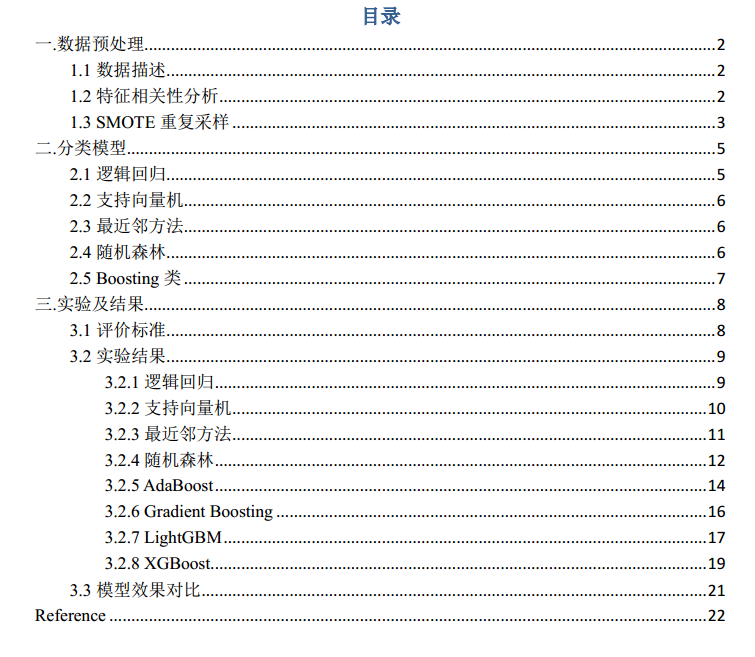 目录
一.数据预处理........2
1.1 数据描述........2
1.2 特征相关性分析........2
1.3 SMOTE 重复采样........3
二.分类模型........5
2.1 逻辑回归........5
2.2 支持向量机........6
2.3 最近邻方法........6
2.4 随机森林........6
2.5 Boosting 类........7
三.实验及结果........8
3.1 评价标准........8
3.2 实验结果........9
3.2.1 逻辑回归........9
3.2.2 支持向量机........10
3.2.3 最近邻方法........11
3.2.4 随机森林........12
3.2.5 AdaBoost........14
3.2.6 Gradient Boosting........16
3.2.7 LightGBM........17
3.2.8 XGBoost........19
3.3 模型效果对比........21
Reference........22